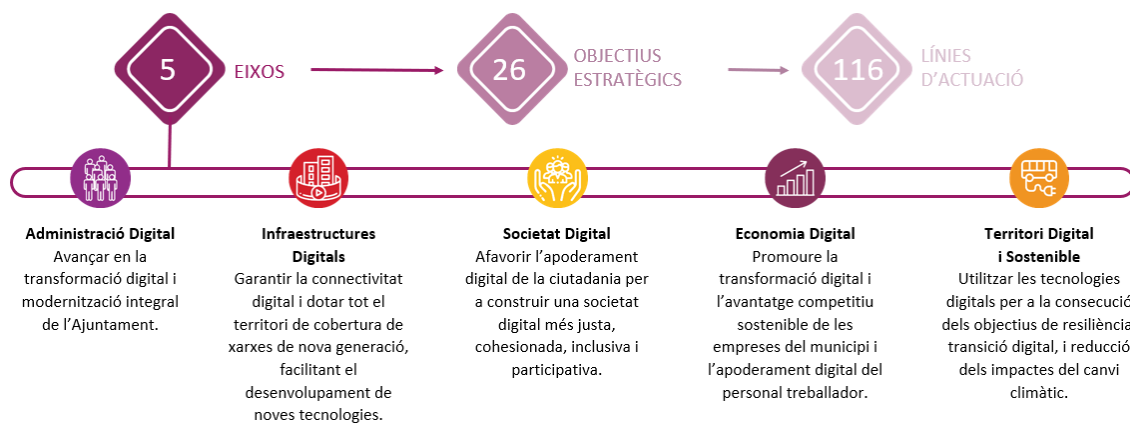 5
EIXOS
26
OBJECTIUS
ESTRATÈGICS
116
LÍNIES
D'ACTUACIÓ
Administració Digital
Avançar en la
transformació digital i
modernització integral
de l'Ajuntament.
Infraestructures
Digitals
Garantir la connectivitat
digital i dotar tot el
territori de cobertura de
xarxes de nova generació,
facilitant el
desenvolupament de
noves tecnologies.
Societat Digital
Afavorir l'apoderament
digital de la ciutadania per
a construir una societat
digital més justa,
cohesionada, inclusiva i
participativa.
Economia Digital
Promoure la
transformació digital i
l'avantatge competitiu
sostenible de les
empreses del municipi i
l'apoderament digital del
personal treballador.
Territori Digital
i Sostenible
Utilitzar les tecnologies
digitals per a la consecució
dels objectius de resiliència,
transició digital, i reducció
dels impactes del canvi
climàtic.